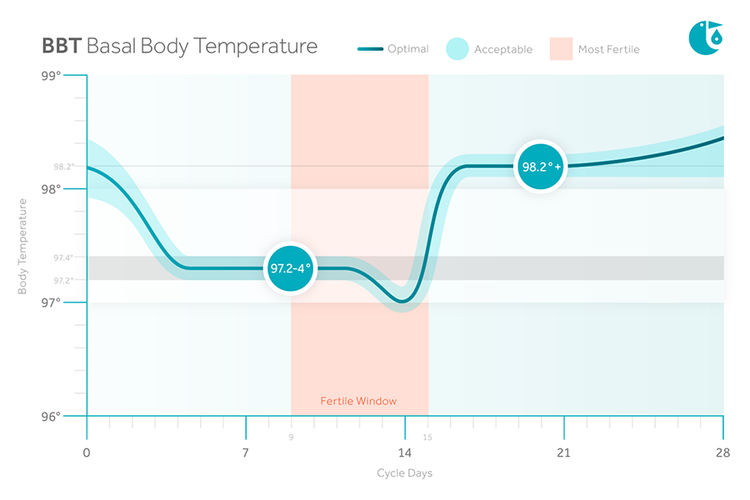 BBT Basal Body Temperature
Optimal
Acceptable
Most Fertile
99°
98.2°
98°
97.4°
97.2°
97°
96°
Body Temperature
97.2-4°
98.2°+
Fertile Window
0
7
9
14
15
21
28
Cycle Days